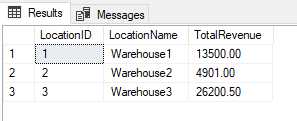 Results Messages
LocationID LocationName TotalRevenue
1 1 Warehouse1 13500.00
2 2 Warehouse2 4901.00
3 3 Warehouse3 26200.50